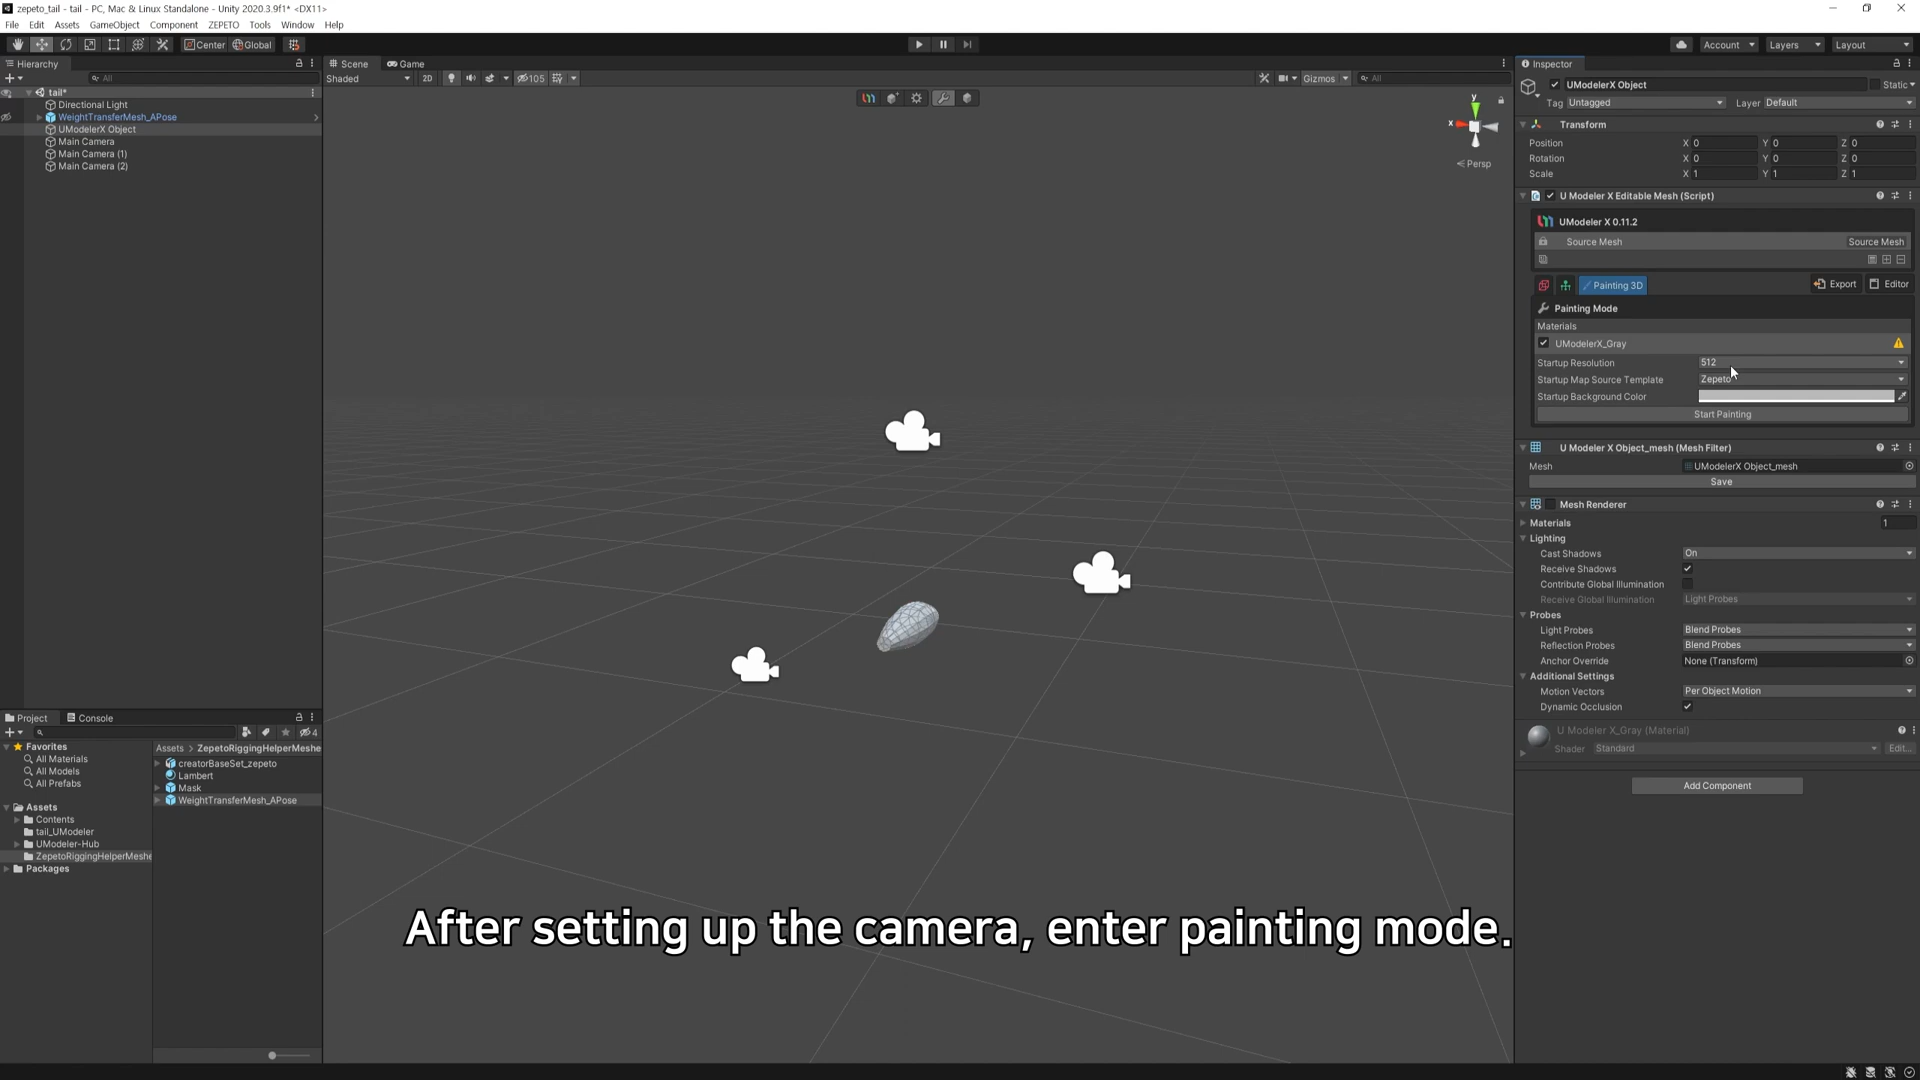 zepeto_tail - tail - PC, Mac & Linux Standalone - Unity 2020.3.9f1* <DX11>
File Edit Assets GameObject Component ZEPETO Tools Window Help
Center Global
Account Layers Layout
Hierarchy
All
tail*
Directional Light
WeightTransferMesh_APose
UModelerX Object
Main Camera
Main Camera (1)
Main Camera (2)
Scene Game
Shaded 2D 105 Gizmos All
y
x
Persp
After setting up the camera, enter painting mode.
Project Console
4
Favorites
All Materials
All Models
All Prefabs
Assets
Contents
tail_UModeler
UModeler-Hub
ZepetoRiggingHelperMeshe
Packages
Assets > ZepetoRiggingHelperMeshe
creatorBaseSet_zepeto
Lambert
Mask
WeightTransferMesh_APose
Inspector
UModelerX Object Static
Tag Untagged Layer Default
Transform
Position X 0 Y 0 Z 0
Rotation X 0 Y 0 Z 0
Scale X 1 Y 1 Z 1
U Modeler X Editable Mesh (Script)
UModeler X 0.11.2
Source Mesh Source Mesh
Painting 3D Export Editor
Painting Mode
Materials
UModelerX_Gray
Startup Resolution 512
Startup Map Source Template Zepeto
Startup Background Color
Start Painting
U Modeler X Object_mesh (Mesh Filter)
Mesh UModelerX Object_mesh
Save
Mesh Renderer
Materials 1
Lighting
Cast Shadows On
Receive Shadows
Contribute Global Illumination
Receive Global Illumination Light Probes
Probes
Light Probes Blend Probes
Reflection Probes Blend Probes
Anchor Override None (Transform)
Additional Settings
Motion Vectors Per Object Motion
Dynamic Occlusion
U Modeler X_Gray (Material)
Shader Standard Edit...
Add Component